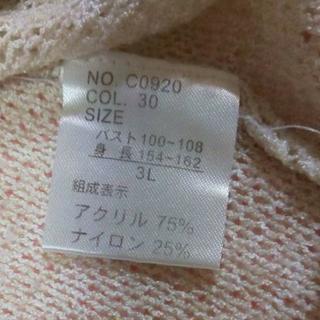 NO. C0920
COL. 30
SIZE
バスト100~108
身 長154~162
3L
組成表示
アクリル 75%
ナイロン 25%